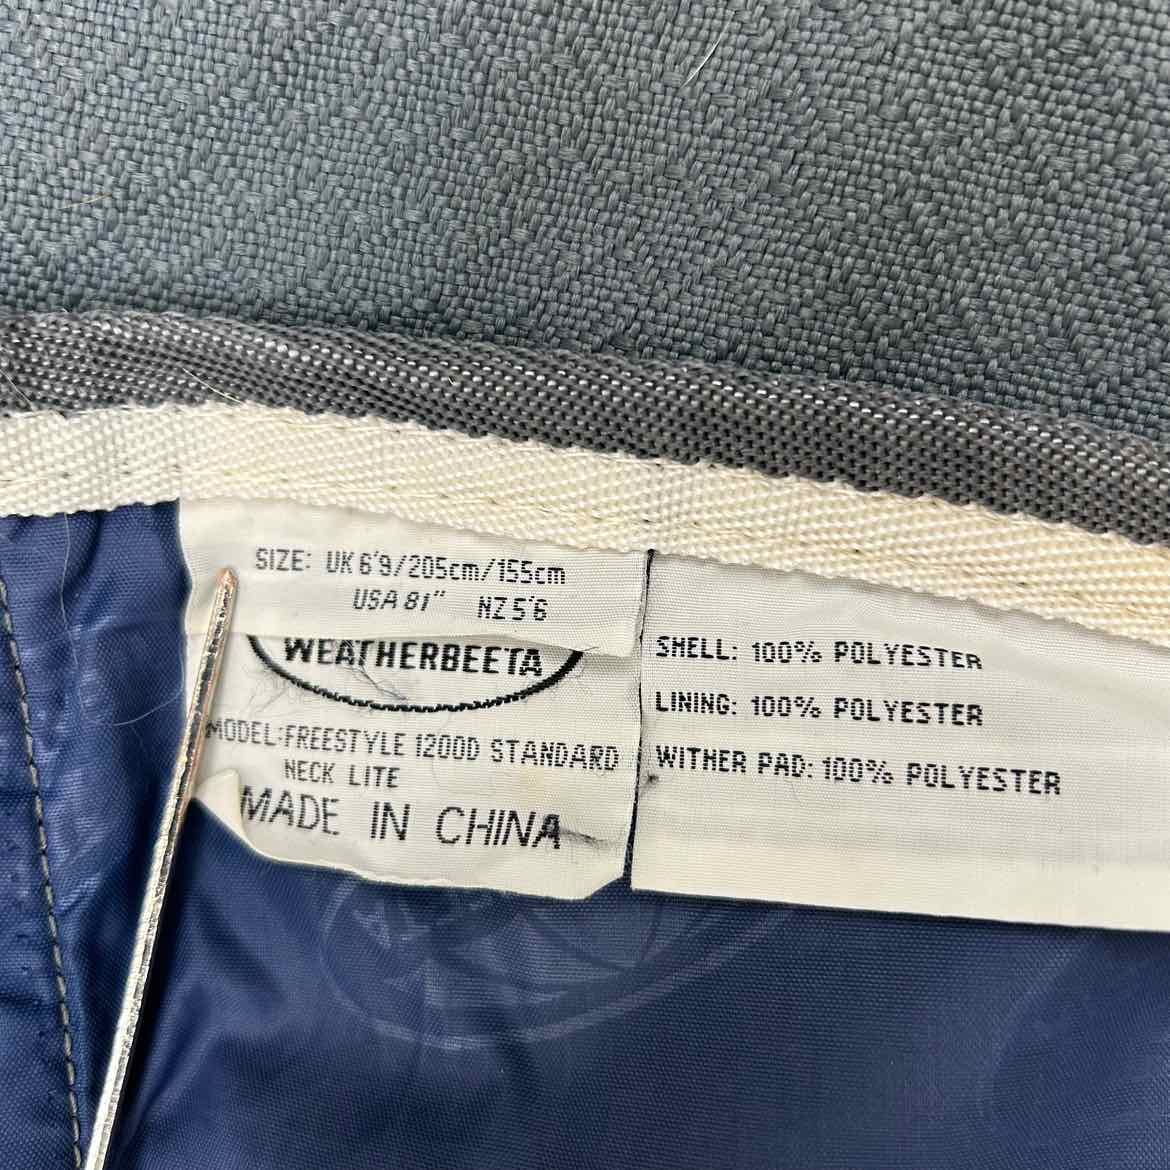 SIZE: UK 6'9/205cm/155cm
USA 81" NZ 5'6
WEATHERBEETA
MODEL:FREESTYLE 1200D STANDARD
NECK LITE
MADE IN CHINA
SHELL: 100% POLYESTER
LINING: 100% POLYESTER
WITHER PAD: 100% POLYESTER